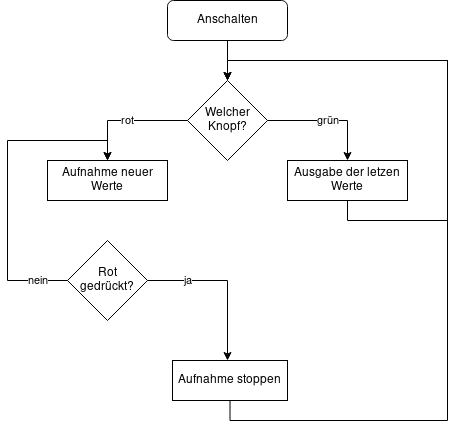 Anschalten
Welcher
Knopf?
rot
grün
Aufnahme neuer
Werte
Ausgabe der letzen
Werte
Rot
gedrückt?
nein
ja
Aufnahme stoppen